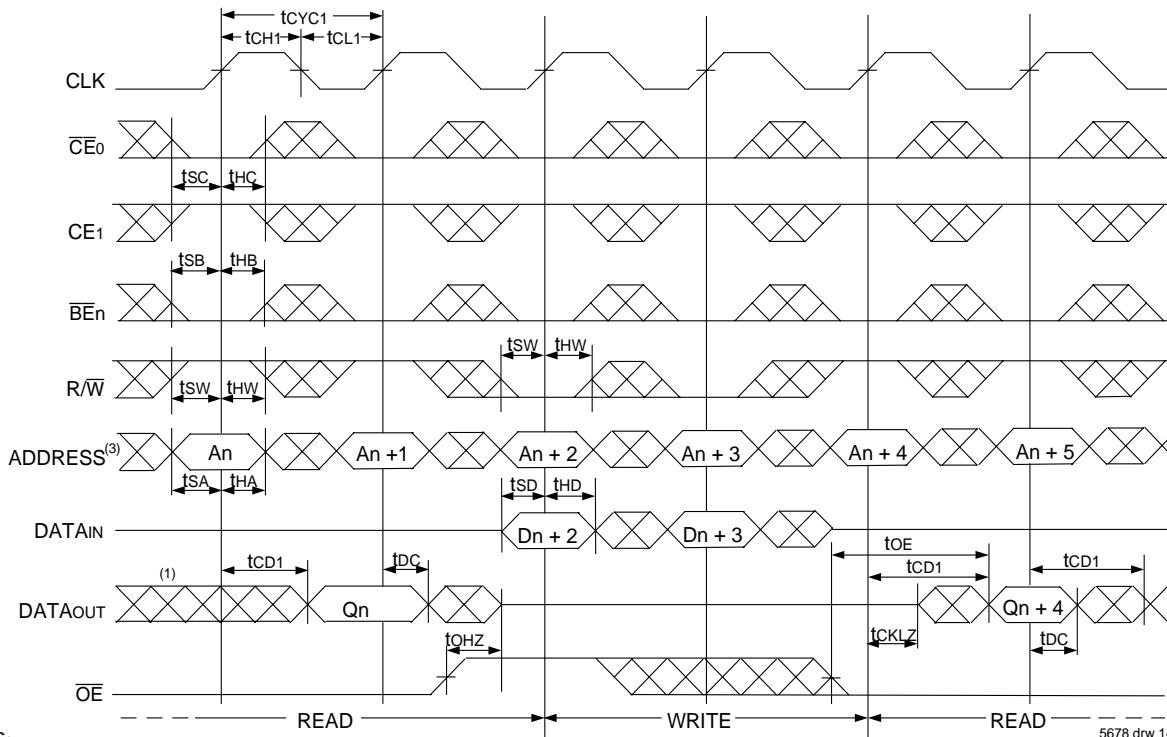 tCYC1
tCH1 tCL1
CLK
CE0
tSC tHC
CE1
tSB tHB
BEn
tSW tHW
R/W
tSW tHW
ADDRESS(3) An An +1 An + 2 An + 3 An + 4 An + 5
tSA tHA
tSD tHD
DATAIN Dn + 2 Dn + 3
tOE
tCD1 tDC tCD1 tCD1
(1)
DATAOUT Qn Qn + 4
tOHZ tCKLZ tDC
OE
READ WRITE READ